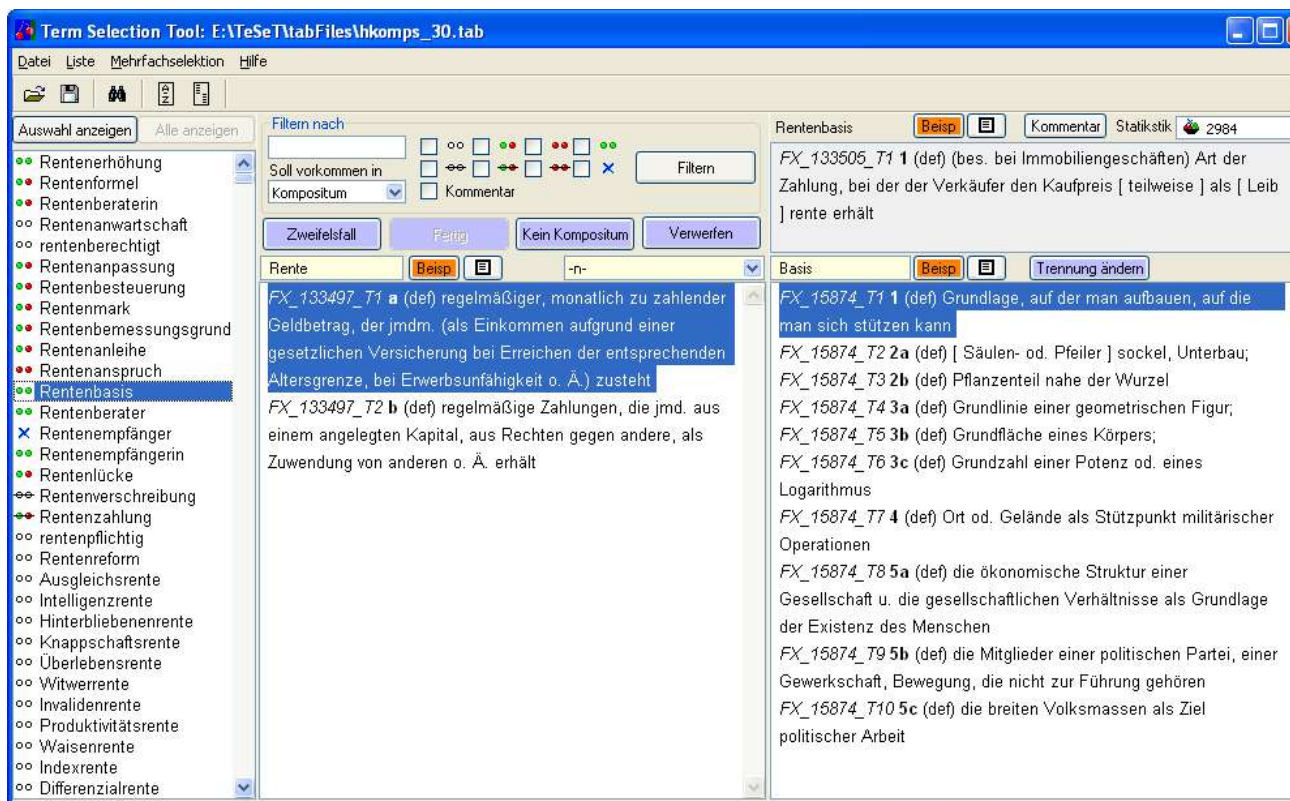 Term Selection Tool: E:\TeSeT\tabFiles\hkomps_30.tab
Datei Liste Mehrfachselektion Hilfe
Auswahl anzeigen Alle anzeigen
Rentenerhöhung
Rentenformel
Rentenberaterin
Rentenanwartschaft
rentenberechtigt
Rentenanpassung
Rentenbesteuerung
Rentenmark
Rentenbemessungsgrund
Rentenanleihe
Rentenanspruch
Rentenbasis
Rentenberater
Rentenempfänger
Rentenempfängerin
Rentenlücke
Rentenverschreibung
Rentenzahlung
rentenpflichtig
Rentenreform
Ausgleichsrente
Intelligenzrente
Hinterbliebenenrente
Knappschaftsrente
Überlebensrente
Witwerrente
Invalidenrente
Produktivitätsrente
Waisenrente
Indexrente
Differenzialrente
Filtern nach
Soll vorkommen in
Kompositum
Kommentar
Filtern
Zweifelsfall Fertig Kein Kompositum Verwerfen
Rente Beisp -n-
FX_133497_T1 a (def) regelmäßiger, monatlich zu zahlender
Geldbetrag, der jmdm. (als Einkommen aufgrund einer
gesetzlichen Versicherung bei Erreichen der entsprechenden
Altersgrenze, bei Erwerbsunfähigkeit o. Ä.) zusteht
FX_133497_T2 b (def) regelmäßige Zahlungen, die jmd. aus
einem angelegten Kapital, aus Rechten gegen andere, als
Zuwendung von anderen o. Ä. erhält
Rentenbasis Beisp Kommentar Statikstik 2984
FX_133505_T1 1 (def) (bes. bei Immobiliengeschäften) Art der
Zahlung, bei der der Verkäufer den Kaufpreis [ teilweise ] als [ Leib
] rente erhält
Basis Beisp Trennung ändern
FX_15874_T1 1 (def) Grundlage, auf der man aufbauen, auf die
man sich stützen kann
FX_15874_T2 2a (def) [ Säulen- od. Pfeiler ] sockel, Unterbau;
FX_15874_T3 2b (def) Pflanzenteil nahe der Wurzel
FX_15874_T4 3a (def) Grundlinie einer geometrischen Figur;
FX_15874_T5 3b (def) Grundfläche eines Körpers;
FX_15874_T6 3c (def) Grundzahl einer Potenz od. eines
Logarithmus
FX_15874_T7 4 (def) Ort od. Gelände als Stützpunkt militärischer
Operationen
FX_15874_T8 5a (def) die ökonomische Struktur einer
Gesellschaft u. die gesellschaftlichen Verhältnisse als Grundlage
der Existenz des Menschen
FX_15874_T9 5b (def) die Mitglieder einer politischen Partei, einer
Gewerkschaft, Bewegung, die nicht zur Führung gehören
FX_15874_T10 5c (def) die breiten Volksmassen als Ziel
politischer Arbeit